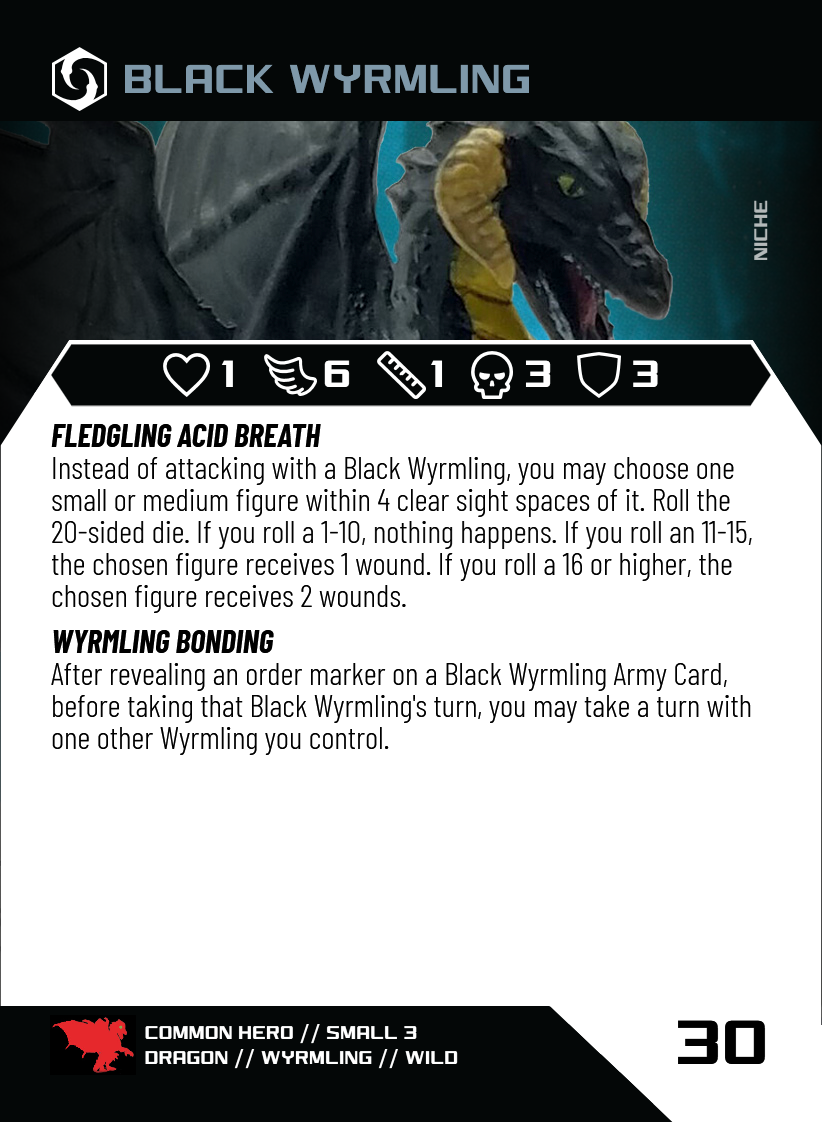 BLACK WYRMLING
NICHE
1 6 1 3 3
FLEDGLING ACID BREATH
Instead of attacking with a Black Wyrmling, you may choose one
small or medium figure within 4 clear sight spaces of it. Roll the
20-sided die. If you roll a 1-10, nothing happens. If you roll an 11-15,
the chosen figure receives 1 wound. If you roll a 16 or higher, the
chosen figure receives 2 wounds.
WYRMLING BONDING
After revealing an order marker on a Black Wyrmling Army Card,
before taking that Black Wyrmling's turn, you may take a turn with
one other Wyrmling you control.
COMMON HERO // SMALL 3
DRAGON // WYRMLING // WILD
30